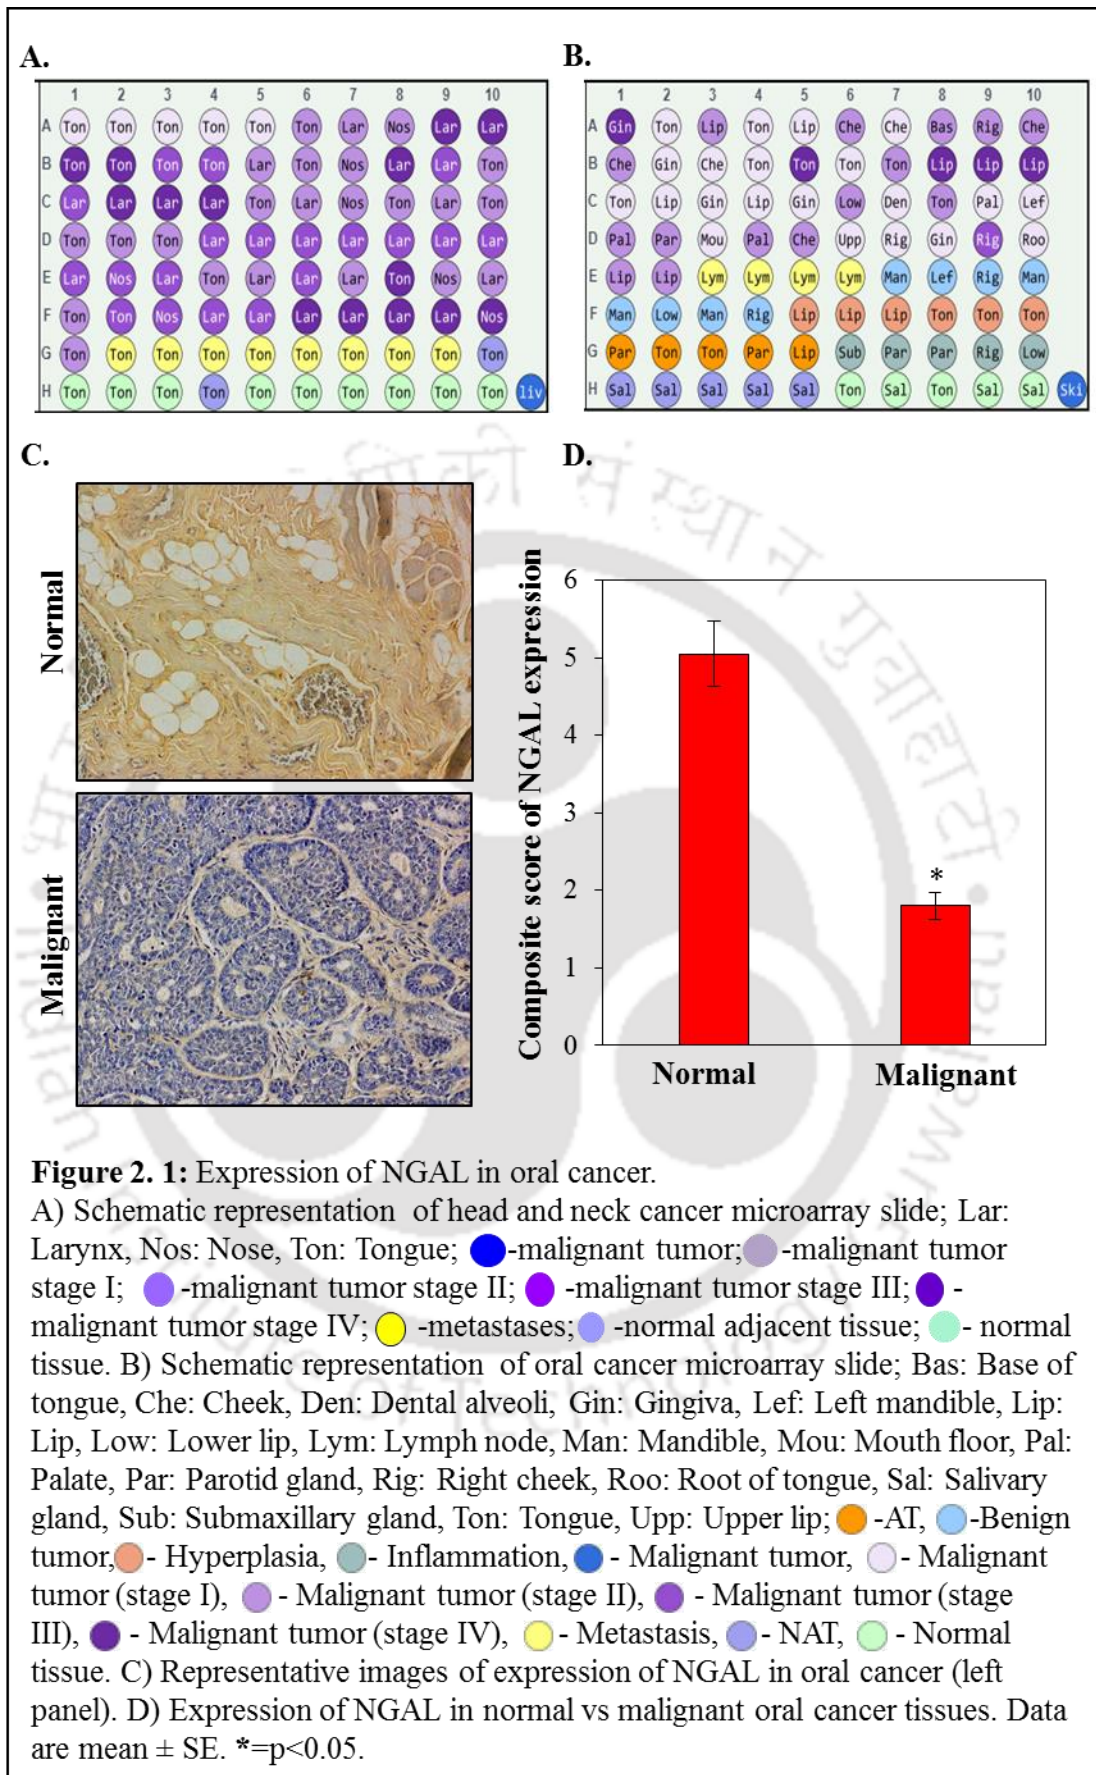 A.
1 2 3 4 5 6 7 8 9 10
A Ton Ton Ton Ton Ton Ton Lar Nos Lar Lar
B Ton Ton Ton Ton Lar Ton Nos Lar Lar Ton
C Lar Lar Lar Lar Ton Lar Nos Ton Lar Ton
D Ton Ton Ton Lar Lar Lar Lar Lar Lar Lar
E Lar Nos Lar Ton Lar Lar Lar Ton Nos Lar
F Ton Ton Nos Lar Lar Lar Lar Lar Lar Nos
G Ton Ton Ton Ton Ton Ton Ton Ton Ton Ton
H Ton Ton Ton Ton Ton Ton Ton Ton Ton Ton liv
B.
1 2 3 4 5 6 7 8 9 10
A Gin Ton Lip Ton Lip Che Che Bas Rig Che
B Che Gin Che Ton Ton Ton Ton Lip Lip Lip
C Ton Lip Gin Lip Gin Low Den Ton Pal Lef
D Pal Par Mou Pal Che Upp Rig Gin Rig Roo
E Lip Lip Lym Lym Lym Lym Man Lef Rig Man
F Man Low Man Rig Lip Lip Lip Ton Ton Ton
G Par Ton Ton Par Lip Sub Par Par Rig Low
H Sal Sal Sal Sal Sal Ton Sal Ton Sal Sal Ski
C.
Normal
Malignant
D.
Composite score of NGAL expression
6
5
4
3
2
1
0
*
Normal Malignant
Figure 2. 1: Expression of NGAL in oral cancer.
A) Schematic representation of head and neck cancer microarray slide; Lar:
Larynx, Nos: Nose, Ton: Tongue; -malignant tumor; -malignant tumor
stage I; -malignant tumor stage II; -malignant tumor stage III; -
malignant tumor stage IV; -metastases; -normal adjacent tissue; - normal
tissue. B) Schematic representation of oral cancer microarray slide; Bas: Base of
tongue, Che: Cheek, Den: Dental alveoli, Gin: Gingiva, Lef: Left mandible, Lip:
Lip, Low: Lower lip, Lym: Lymph node, Man: Mandible, Mou: Mouth floor, Pal:
Palate, Par: Parotid gland, Rig: Right cheek, Roo: Root of tongue, Sal: Salivary
gland, Sub: Submaxillary gland, Ton: Tongue, Upp: Upper lip; -AT, -Benign
tumor, - Hyperplasia, - Inflammation, - Malignant tumor, - Malignant
tumor (stage I), - Malignant tumor (stage II), - Malignant tumor (stage
III), - Malignant tumor (stage IV), - Metastasis, - NAT, - Normal
tissue. C) Representative images of expression of NGAL in oral cancer (left
panel). D) Expression of NGAL in normal vs malignant oral cancer tissues. Data
are mean ± SE. *=p<0.05.
Indian Institute of Technology Guwahati